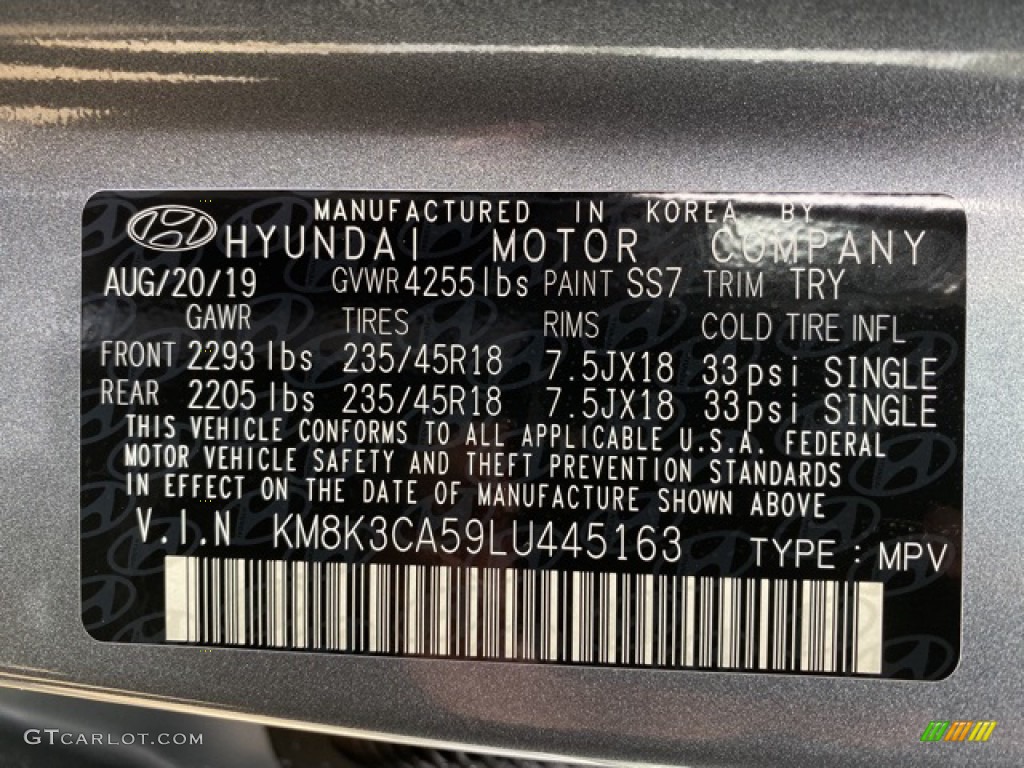 MANUFACTURED IN KOREA BY
HYUNDAI MOTOR COMPANY
AUG/20/19 GVWR 4255 lbs PAINT SS7 TRIM TRY
GAWR TIRES RIMS COLD TIRE INFL
FRONT 2293 lbs 235/45R18 7.5JX18 33psi SINGLE
REAR 2205 lbs 235/45R18 7.5JX18 33psi SINGLE
THIS VEHICLE CONFORMS TO ALL APPLICABLE U.S.A. FEDERAL
MOTOR VEHICLE SAFETY AND THEFT PREVENTION STANDARDS
IN EFFECT ON THE DATE OF MANUFACTURE SHOWN ABOVE
V.I.N KM8K3CA59LU445163 TYPE : MPV
GTCARLOT.COM